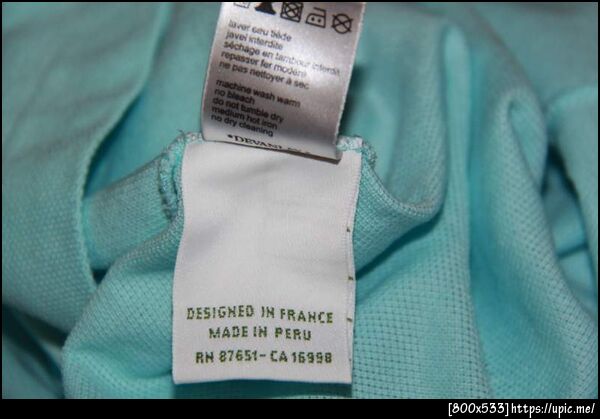 laver eau tiède
javel interdite
séchage en tambour interdit
repasser fer modéré
ne pas nettoyer à sec
machine wash warm
no bleach
do not tumble dry
medium hot iron
no dry cleaning
DESIGNED IN FRANCE
MADE IN PERU
RN 87651-CA 16998
[800x533]https://upic.me/